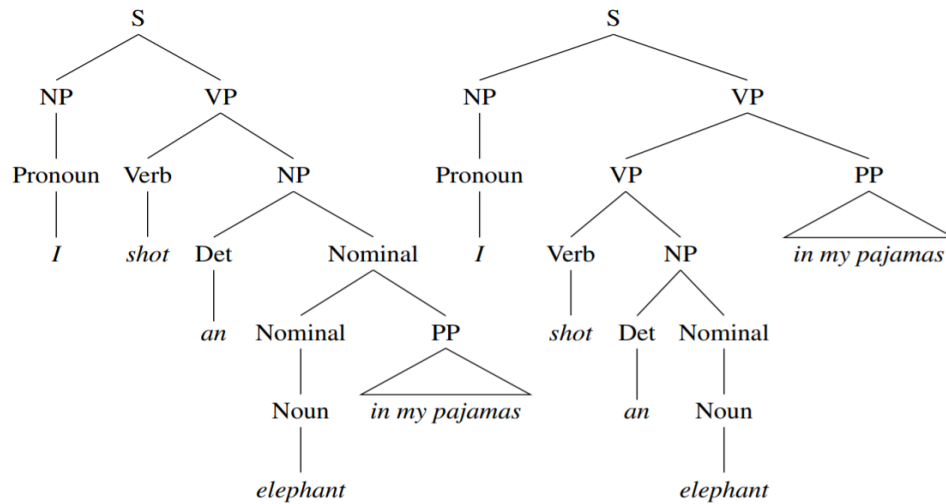 S S
NP VP NP VP
Pronoun Verb NP Pronoun VP PP
I shot Det Nominal I Verb NP in my pajamas
an Nominal PP shot Det Nominal
Noun in my pajamas an Noun
elephant elephant